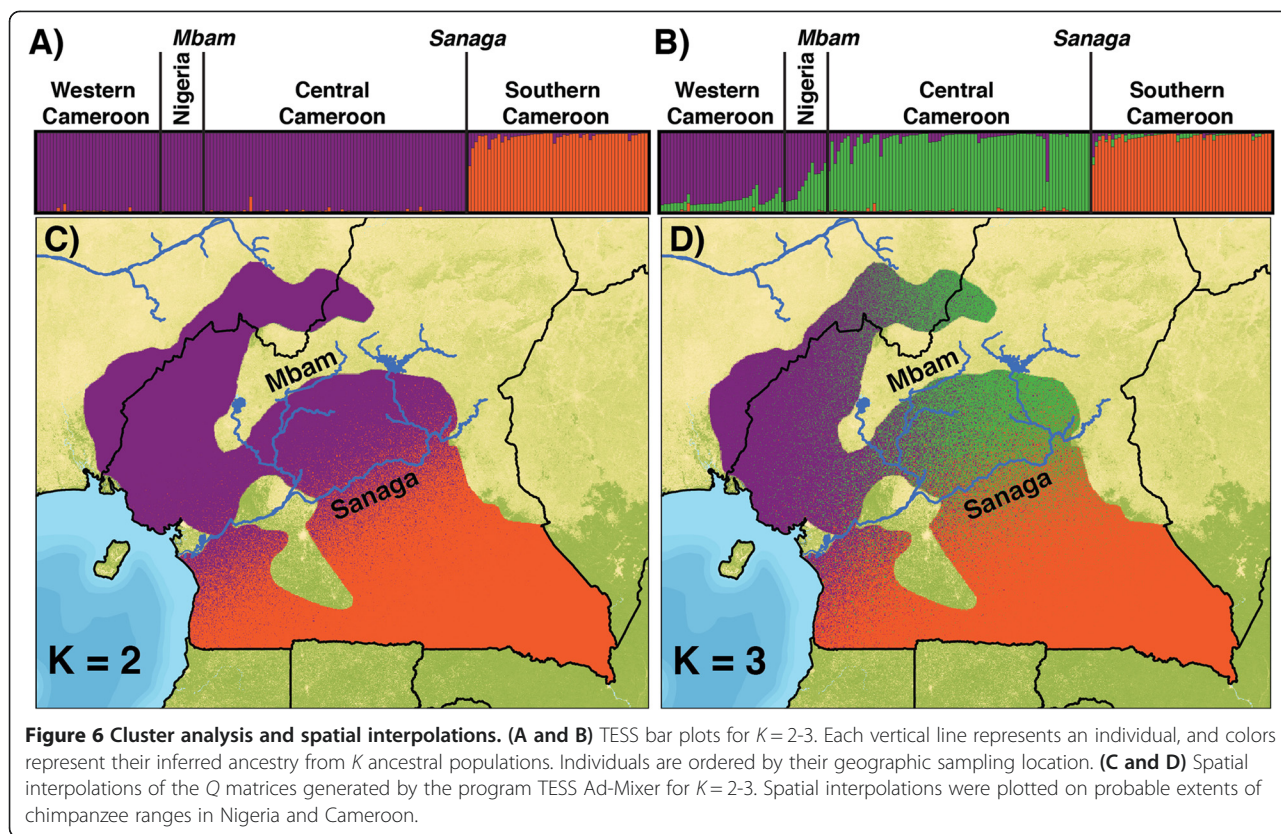 A)
Mbam
Sanaga
Western Cameroon
Nigeria
Central Cameroon
Southern Cameroon
B)
Mbam
Sanaga
Western Cameroon
Nigeria
Central Cameroon
Southern Cameroon
C)
Mbam
Sanaga
K = 2
D)
Mbam
Sanaga
K = 3
Figure 6 Cluster analysis and spatial interpolations. (A and B) TESS bar plots for K = 2-3. Each vertical line represents an individual, and colors
represent their inferred ancestry from K ancestral populations. Individuals are ordered by their geographic sampling location. (C and D) Spatial
interpolations of the Q matrices generated by the program TESS Ad-Mixer for K = 2-3. Spatial interpolations were plotted on probable extents of
chimpanzee ranges in Nigeria and Cameroon.